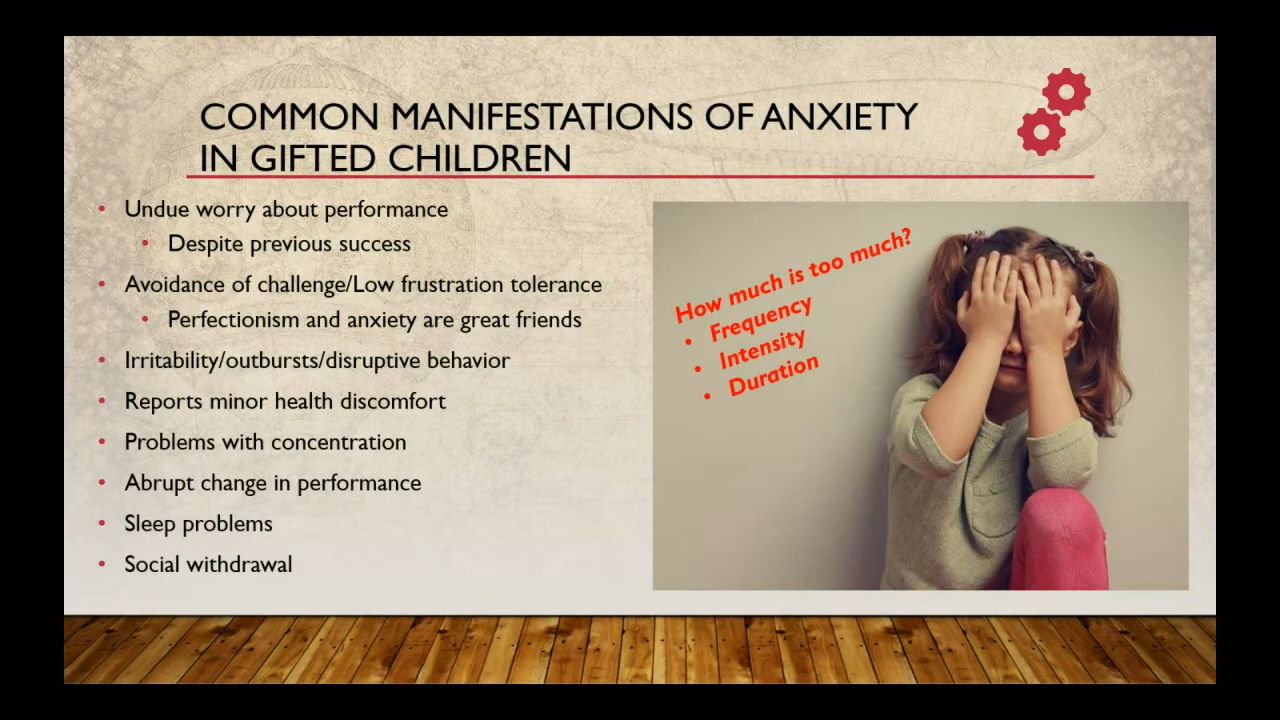 COMMON MANIFESTATIONS OF ANXIETY
IN GIFTED CHILDREN
• Undue worry about performance
• Despite previous success
• Avoidance of challenge/Low frustration tolerance
• Perfectionism and anxiety are great friends
• Irritability/outbursts/disruptive behavior
• Reports minor health discomfort
• Problems with concentration
• Abrupt change in performance
• Sleep problems
• Social withdrawal
How much is too much?
• Frequency
• Intensity
• Duration